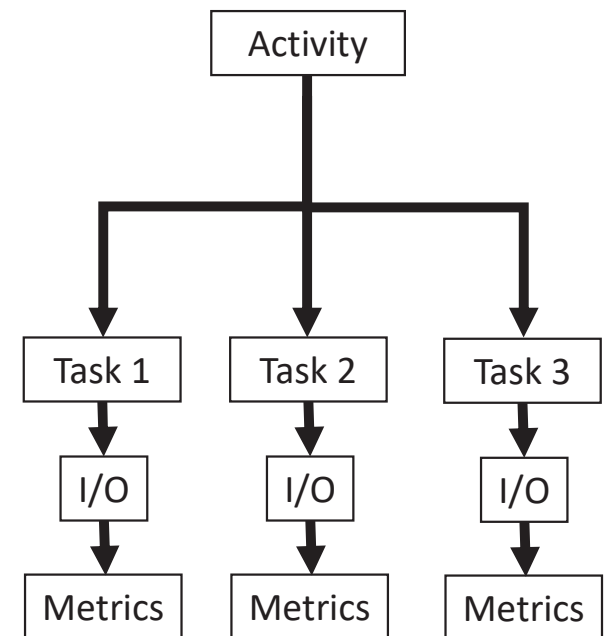 Activity
Task 1
Task 2
Task 3
I/O
I/O
I/O
Metrics
Metrics
Metrics